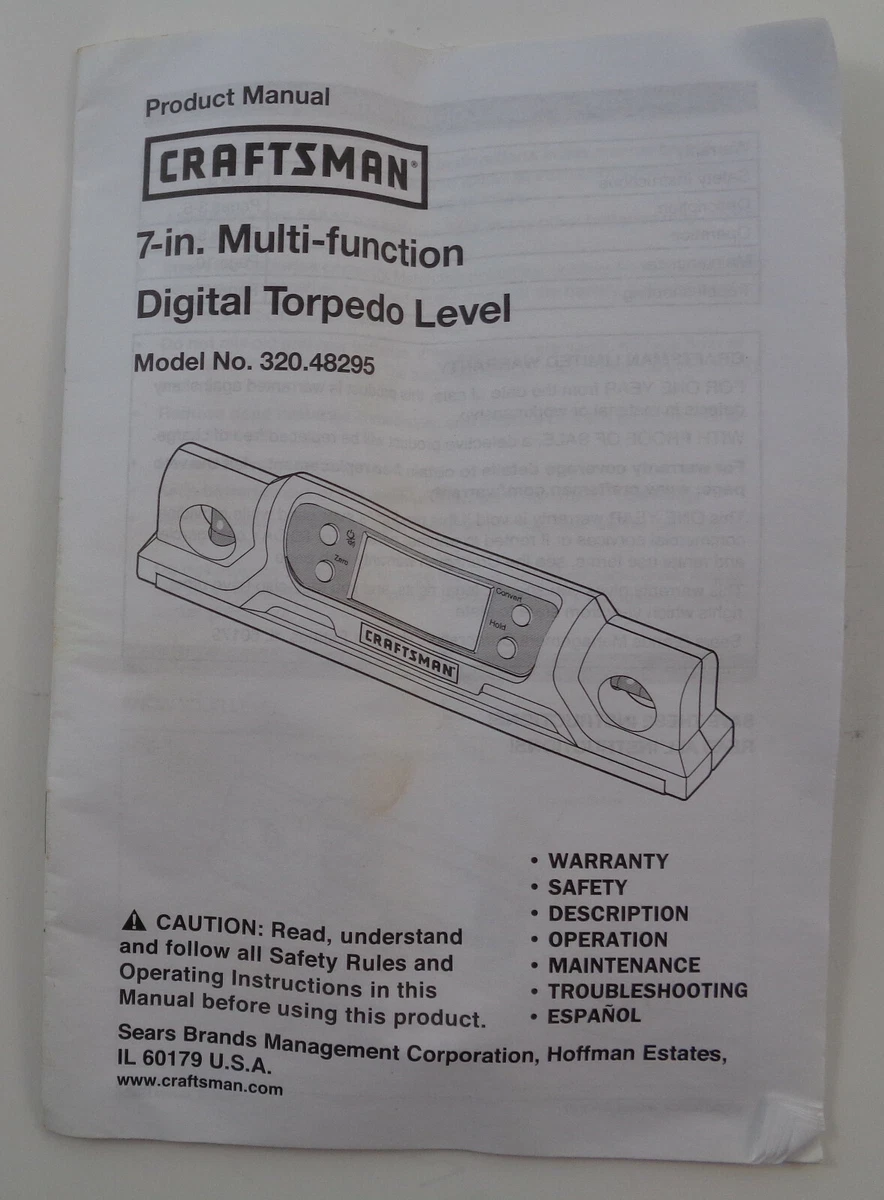 Product Manual
CRAFTSMAN®
7-in. Multi-function
Digital Torpedo Level
Model No. 320.48295
Zero
Convert
Hold
CRAFTSMAN®
• WARRANTY
• SAFETY
• DESCRIPTION
• OPERATION
• MAINTENANCE
• TROUBLESHOOTING
• ESPAÑOL
⚠ CAUTION: Read, understand
and follow all Safety Rules and
Operating Instructions in this
Manual before using this product.
Sears Brands Management Corporation, Hoffman Estates,
IL 60179 U.S.A.
www.craftsman.com